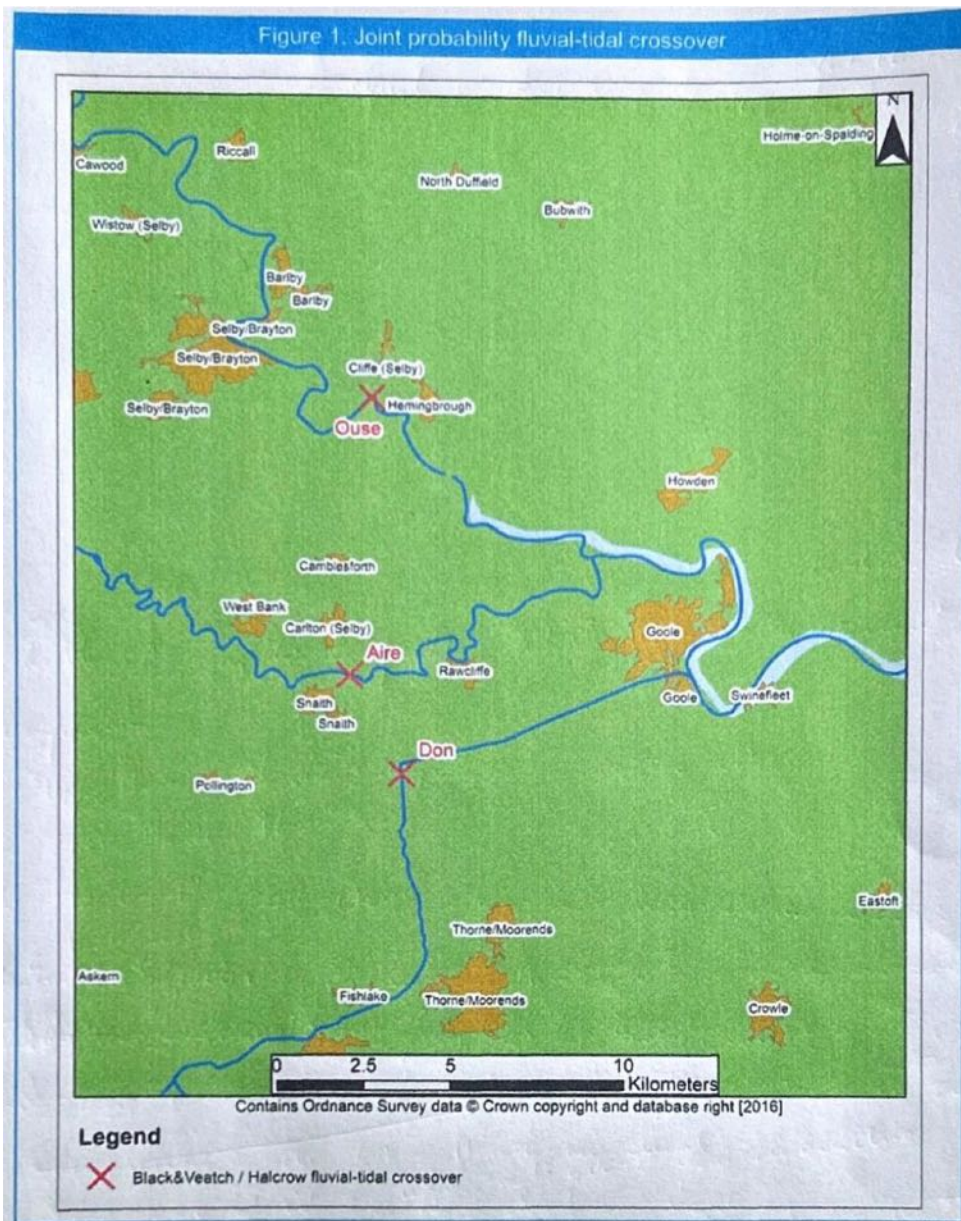 Figure 1. Joint probability fluvial-tidal crossover
N
Holme-on-Spalding
Riccall
Cawood
North Duffield
Bubwith
Wistow (Selby)
Barlby
Barlby
Selby/Brayton
Selby/Brayton
Cliffe (Selby)
Selby/Brayton
Hemingbrough
Ouse
Howden
Camblesforth
West Bank
Carlton (Selby)
Goole
Aire
Rawcliffe
Snaith
Goole
Swinefleet
Snaith
Don
Pollington
Eastoft
Thorne/Moorends
Askern
Fishlake
Thorne/Moorends
Crowle
0 2.5 5 10
Kilometers
Contains Ordnance Survey data © Crown copyright and database right [2016]
Legend
Black&Veatch / Halcrow fluvial-tidal crossover